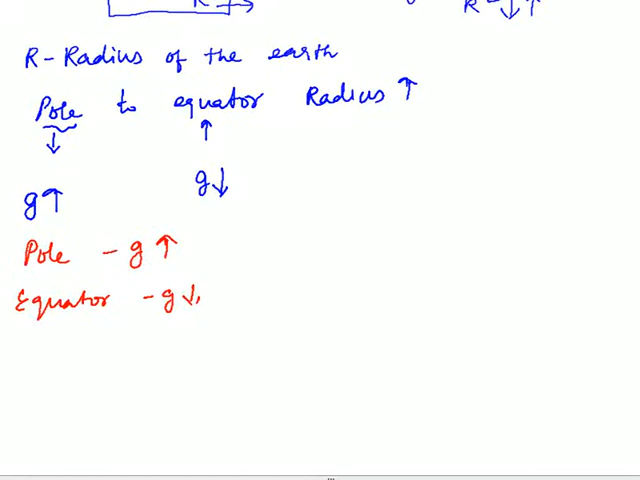 R - ↓ ↑
R - Radius of the earth
Pole to equator Radius ↑
g ↑ g ↓
Pole - g ↑
Equator - g ↓